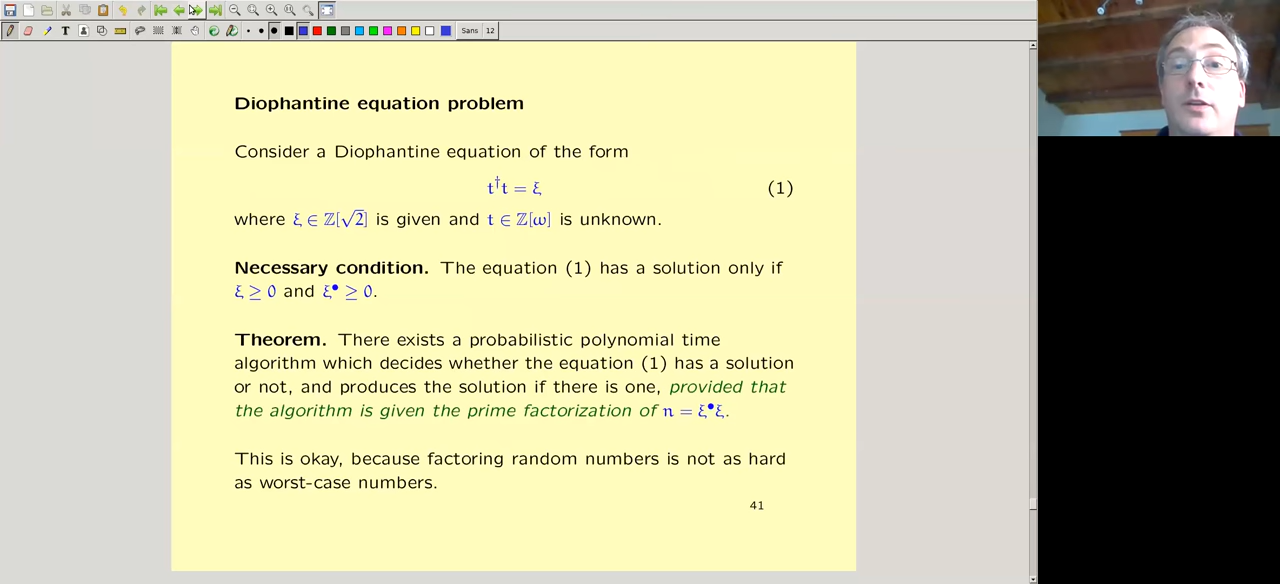 T
Sans 12
Diophantine equation problem
Consider a Diophantine equation of the form
t†t = ξ (1)
where ξ ∈ ℤ[√2] is given and t ∈ ℤ[ω] is unknown.
Necessary condition. The equation (1) has a solution only if
ξ ≥ 0 and ξ• ≥ 0.
Theorem. There exists a probabilistic polynomial time
algorithm which decides whether the equation (1) has a solution
or not, and produces the solution if there is one, provided that
the algorithm is given the prime factorization of n = ξ•ξ.
This is okay, because factoring random numbers is not as hard
as worst-case numbers.
41